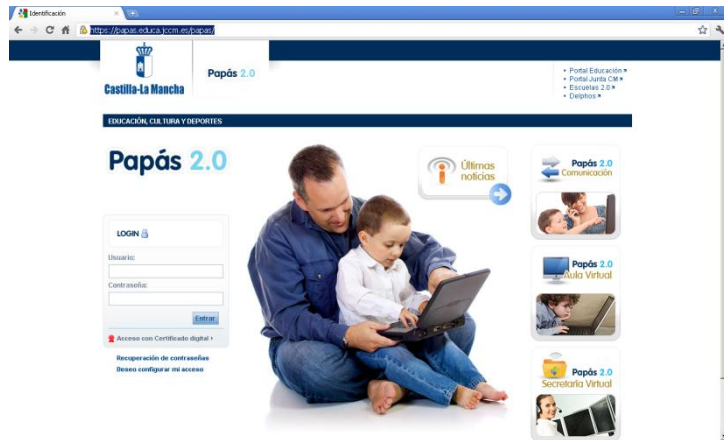 Identificación
https://papas.educa.jccm.es/papas/
Castilla-La Mancha
Papás 2.0
Portal Educación
Portal Junta CM
Escuelas 2.0
Delphos
EDUCACIÓN, CULTURA Y DEPORTES
Papás 2.0
LOGIN
Usuario:
Contraseña:
Entrar
Acceso con Certificado digital
Recuperación de contraseñas
Deseo configurar mi acceso
Últimas
noticias
Papás 2.0
Comunicación
Papás 2.0
Aula Virtual
Papás 2.0
Secretaría Virtual